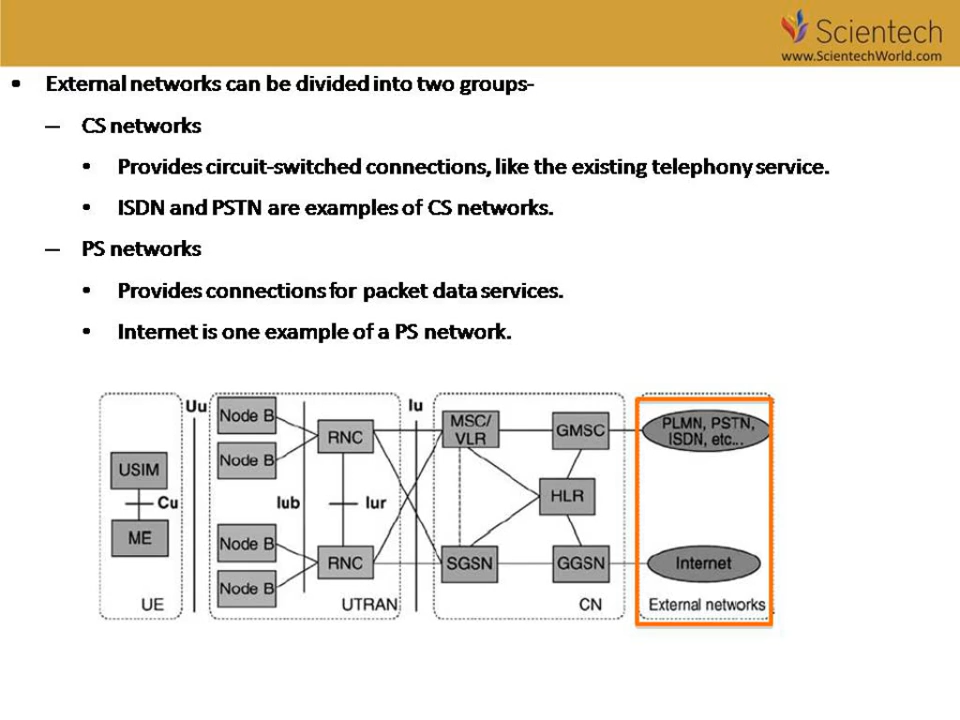 Scientech
www.ScientechWorld.com
• External networks can be divided into two groups-
– CS networks
• Provides circuit-switched connections, like the existing telephony service.
• ISDN and PSTN are examples of CS networks.
– PS networks
• Provides connections for packet data services.
• Internet is one example of a PS network.
Uu
Node B
Node B
RNC
Iu
MSC/
VLR
GMSC
PLMN, PSTN,
ISDN, etc...
USIM
Cu
ME
Iub
Iur
HLR
Node B
Node B
RNC
SGSN
GGSN
Internet
UE
UTRAN
CN
External networks